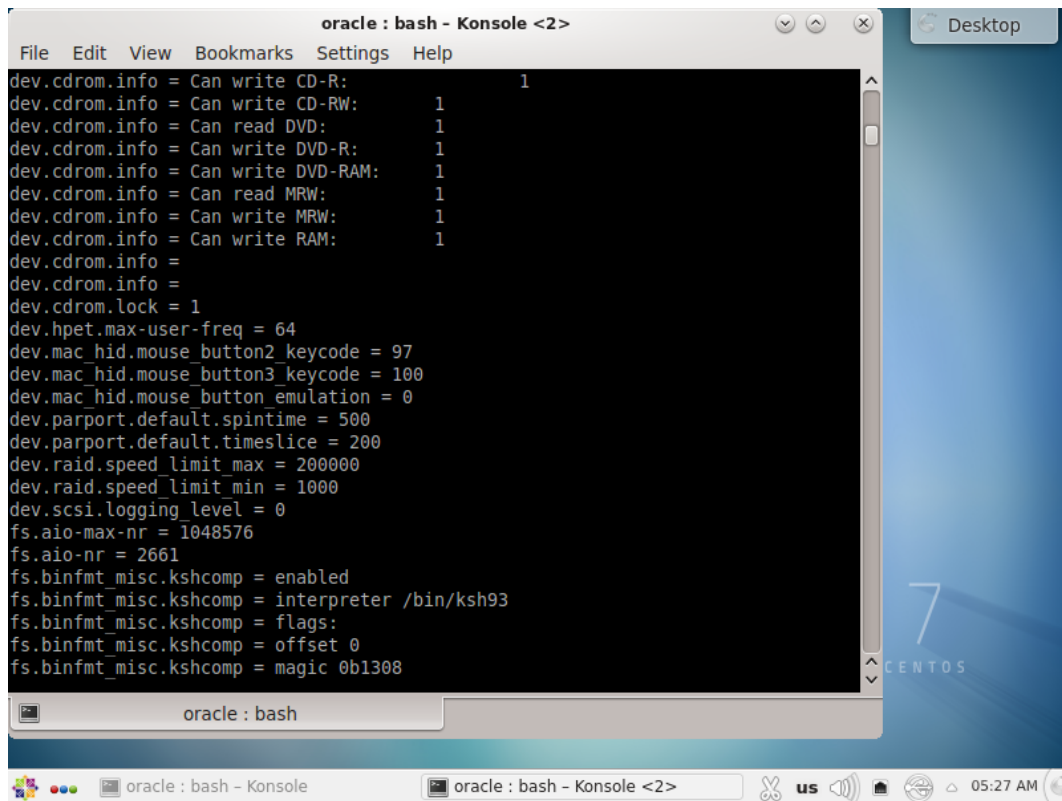 oracle : bash – Konsole <2>
Desktop
File Edit View Bookmarks Settings Help
dev.cdrom.info = Can write CD-R: 1
dev.cdrom.info = Can write CD-RW: 1
dev.cdrom.info = Can read DVD: 1
dev.cdrom.info = Can write DVD-R: 1
dev.cdrom.info = Can write DVD-RAM: 1
dev.cdrom.info = Can read MRW: 1
dev.cdrom.info = Can write MRW: 1
dev.cdrom.info = Can write RAM: 1
dev.cdrom.info =
dev.cdrom.info =
dev.cdrom.lock = 1
dev.hpet.max-user-freq = 64
dev.mac_hid.mouse_button2_keycode = 97
dev.mac_hid.mouse_button3_keycode = 100
dev.mac_hid.mouse_button_emulation = 0
dev.parport.default.spintime = 500
dev.parport.default.timeslice = 200
dev.raid.speed_limit_max = 200000
dev.raid.speed_limit_min = 1000
dev.scsi.logging_level = 0
fs.aio-max-nr = 1048576
fs.aio-nr = 2661
fs.binfmt_misc.kshcomp = enabled
fs.binfmt_misc.kshcomp = interpreter /bin/ksh93
fs.binfmt_misc.kshcomp = flags:
fs.binfmt_misc.kshcomp = offset 0
fs.binfmt_misc.kshcomp = magic 0b1308
7
CENTOS
oracle : bash
oracle : bash – Konsole
oracle : bash – Konsole <2>
us
05:27 AM